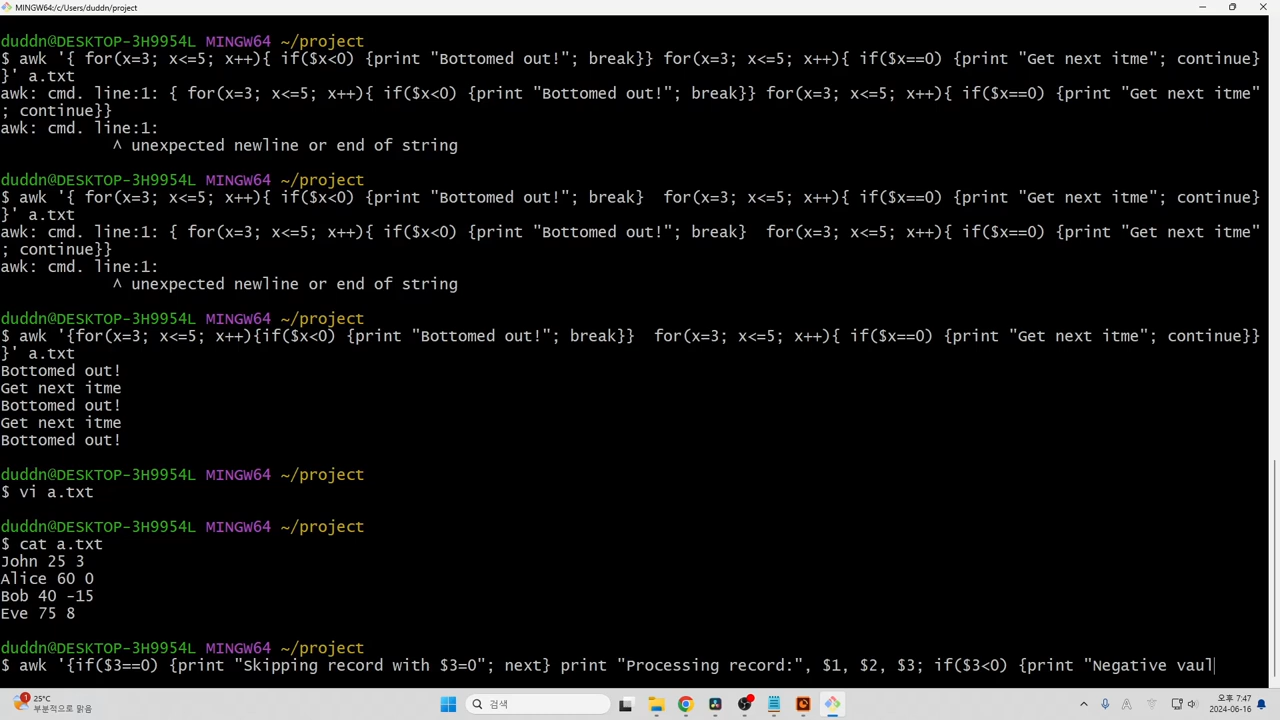 MINGW64:/c/Users/duddn/project
duddn@DESKTOP-3H9954L MINGW64 ~/project
$ awk '{ for(x=3; x<=5; x++){ if($x<0) {print "Bottomed out!"; break}} for(x=3; x<=5; x++){ if($x==0) {print "Get next itme"; continue}
}' a.txt
awk: cmd. line:1: { for(x=3; x<=5; x++){ if($x<0) {print "Bottomed out!"; break}} for(x=3; x<=5; x++){ if($x==0) {print "Get next itme"
; continue}}
awk: cmd. line:1:
^ unexpected newline or end of string
duddn@DESKTOP-3H9954L MINGW64 ~/project
$ awk '{ for(x=3; x<=5; x++){ if($x<0) {print "Bottomed out!"; break}  for(x=3; x<=5; x++){ if($x==0) {print "Get next itme"; continue}
}' a.txt
awk: cmd. line:1: { for(x=3; x<=5; x++){ if($x<0) {print "Bottomed out!"; break}  for(x=3; x<=5; x++){ if($x==0) {print "Get next itme"
; continue}}
awk: cmd. line:1:
^ unexpected newline or end of string
duddn@DESKTOP-3H9954L MINGW64 ~/project
$ awk '{for(x=3; x<=5; x++){if($x<0) {print "Bottomed out!"; break}}  for(x=3; x<=5; x++){ if($x==0) {print "Get next itme"; continue}}
}' a.txt
Bottomed out!
Get next itme
Bottomed out!
Get next itme
Bottomed out!
duddn@DESKTOP-3H9954L MINGW64 ~/project
$ vi a.txt
duddn@DESKTOP-3H9954L MINGW64 ~/project
$ cat a.txt
John 25 3
Alice 60 0
Bob 40 -15
Eve 75 8
duddn@DESKTOP-3H9954L MINGW64 ~/project
$ awk '{if($3==0) {print "Skipping record with $3=0"; next} print "Processing record:", $1, $2, $3; if($3<0) {print "Negative vaul
1
25°C
부분적으로 맑음
검색
A
오후 7:47
2024-06-16